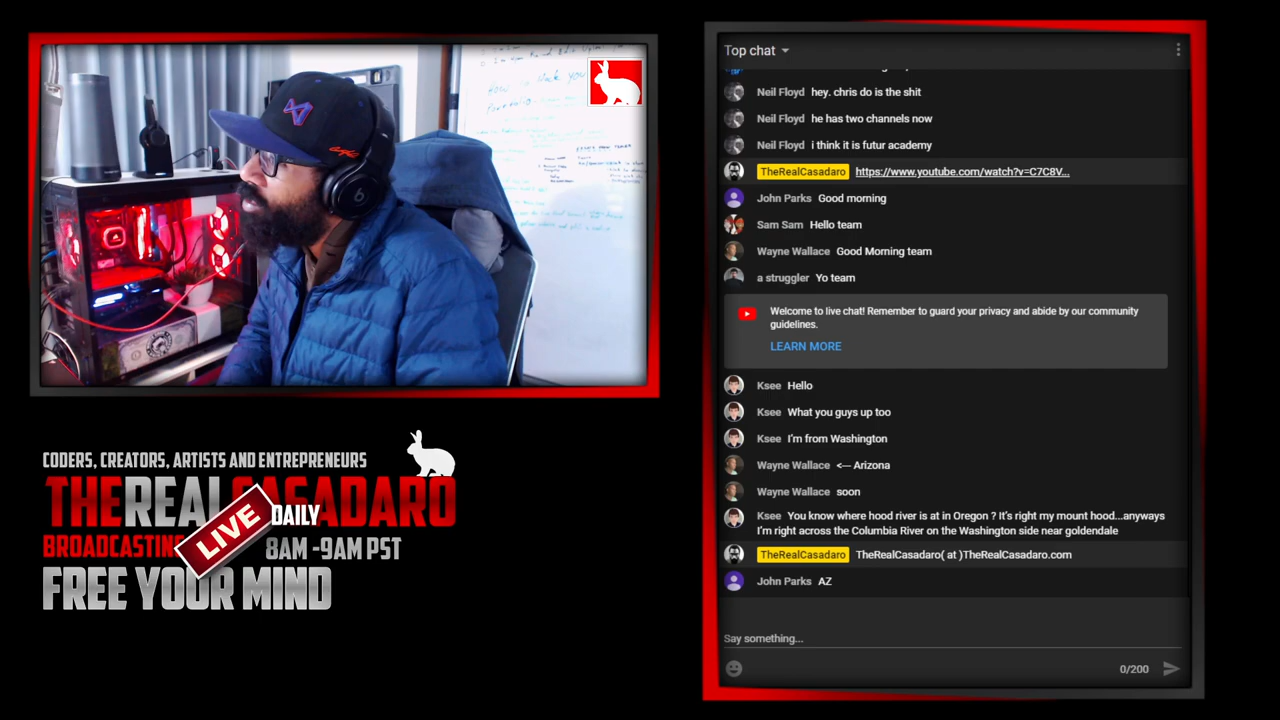 CODERS, CREATORS, ARTISTS AND ENTREPRENEURS
THEREALCASADARO
LIVE
DAILY
BROADCASTING
8AM -9AM PST
FREE YOUR MIND
Top chat
Neil Floyd hey. chris do is the shit
Neil Floyd he has two channels now
Neil Floyd i think it is futur academy
TheRealCasadaro https://www.youtube.com/watch?v=C7C8V...
John Parks Good morning
Sam Sam Hello team
Wayne Wallace Good Morning team
a struggler Yo team
Welcome to live chat! Remember to guard your privacy and abide by our community
guidelines.
LEARN MORE
Ksee Hello
Ksee What you guys up too
Ksee I'm from Washington
Wayne Wallace <--- Arizona
Wayne Wallace soon
Ksee You know where hood river is at in Oregon ? It's right my mount hood...anyways
I'm right across the Columbia River on the Washington side near goldendale
TheRealCasadaro TheRealCasadaro( at )TheRealCasadaro.com
John Parks AZ
Say something...
0/200